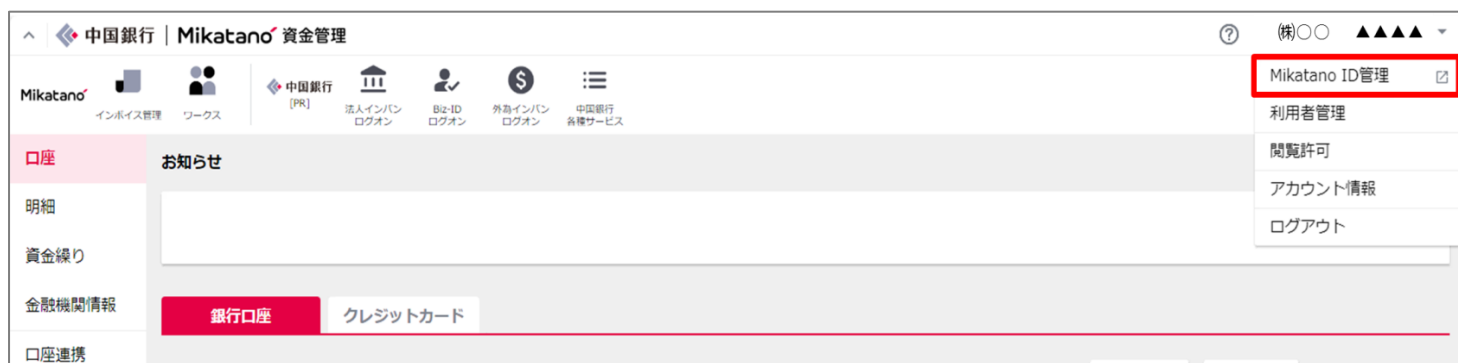 中国銀行 | Mikatano 資金管理
㈱○○ ▲▲▲▲
Mikatano
インボイス管理
ワークス
中国銀行
[PR]
法人インバン
ログオン
Biz-ID
ログオン
外為インバン
ログオン
中国銀行
各種サービス
Mikatano ID管理
利用者管理
閲覧許可
アカウント情報
ログアウト
口座
明細
資金繰り
金融機関情報
口座連携
お知らせ
銀行口座
クレジットカード